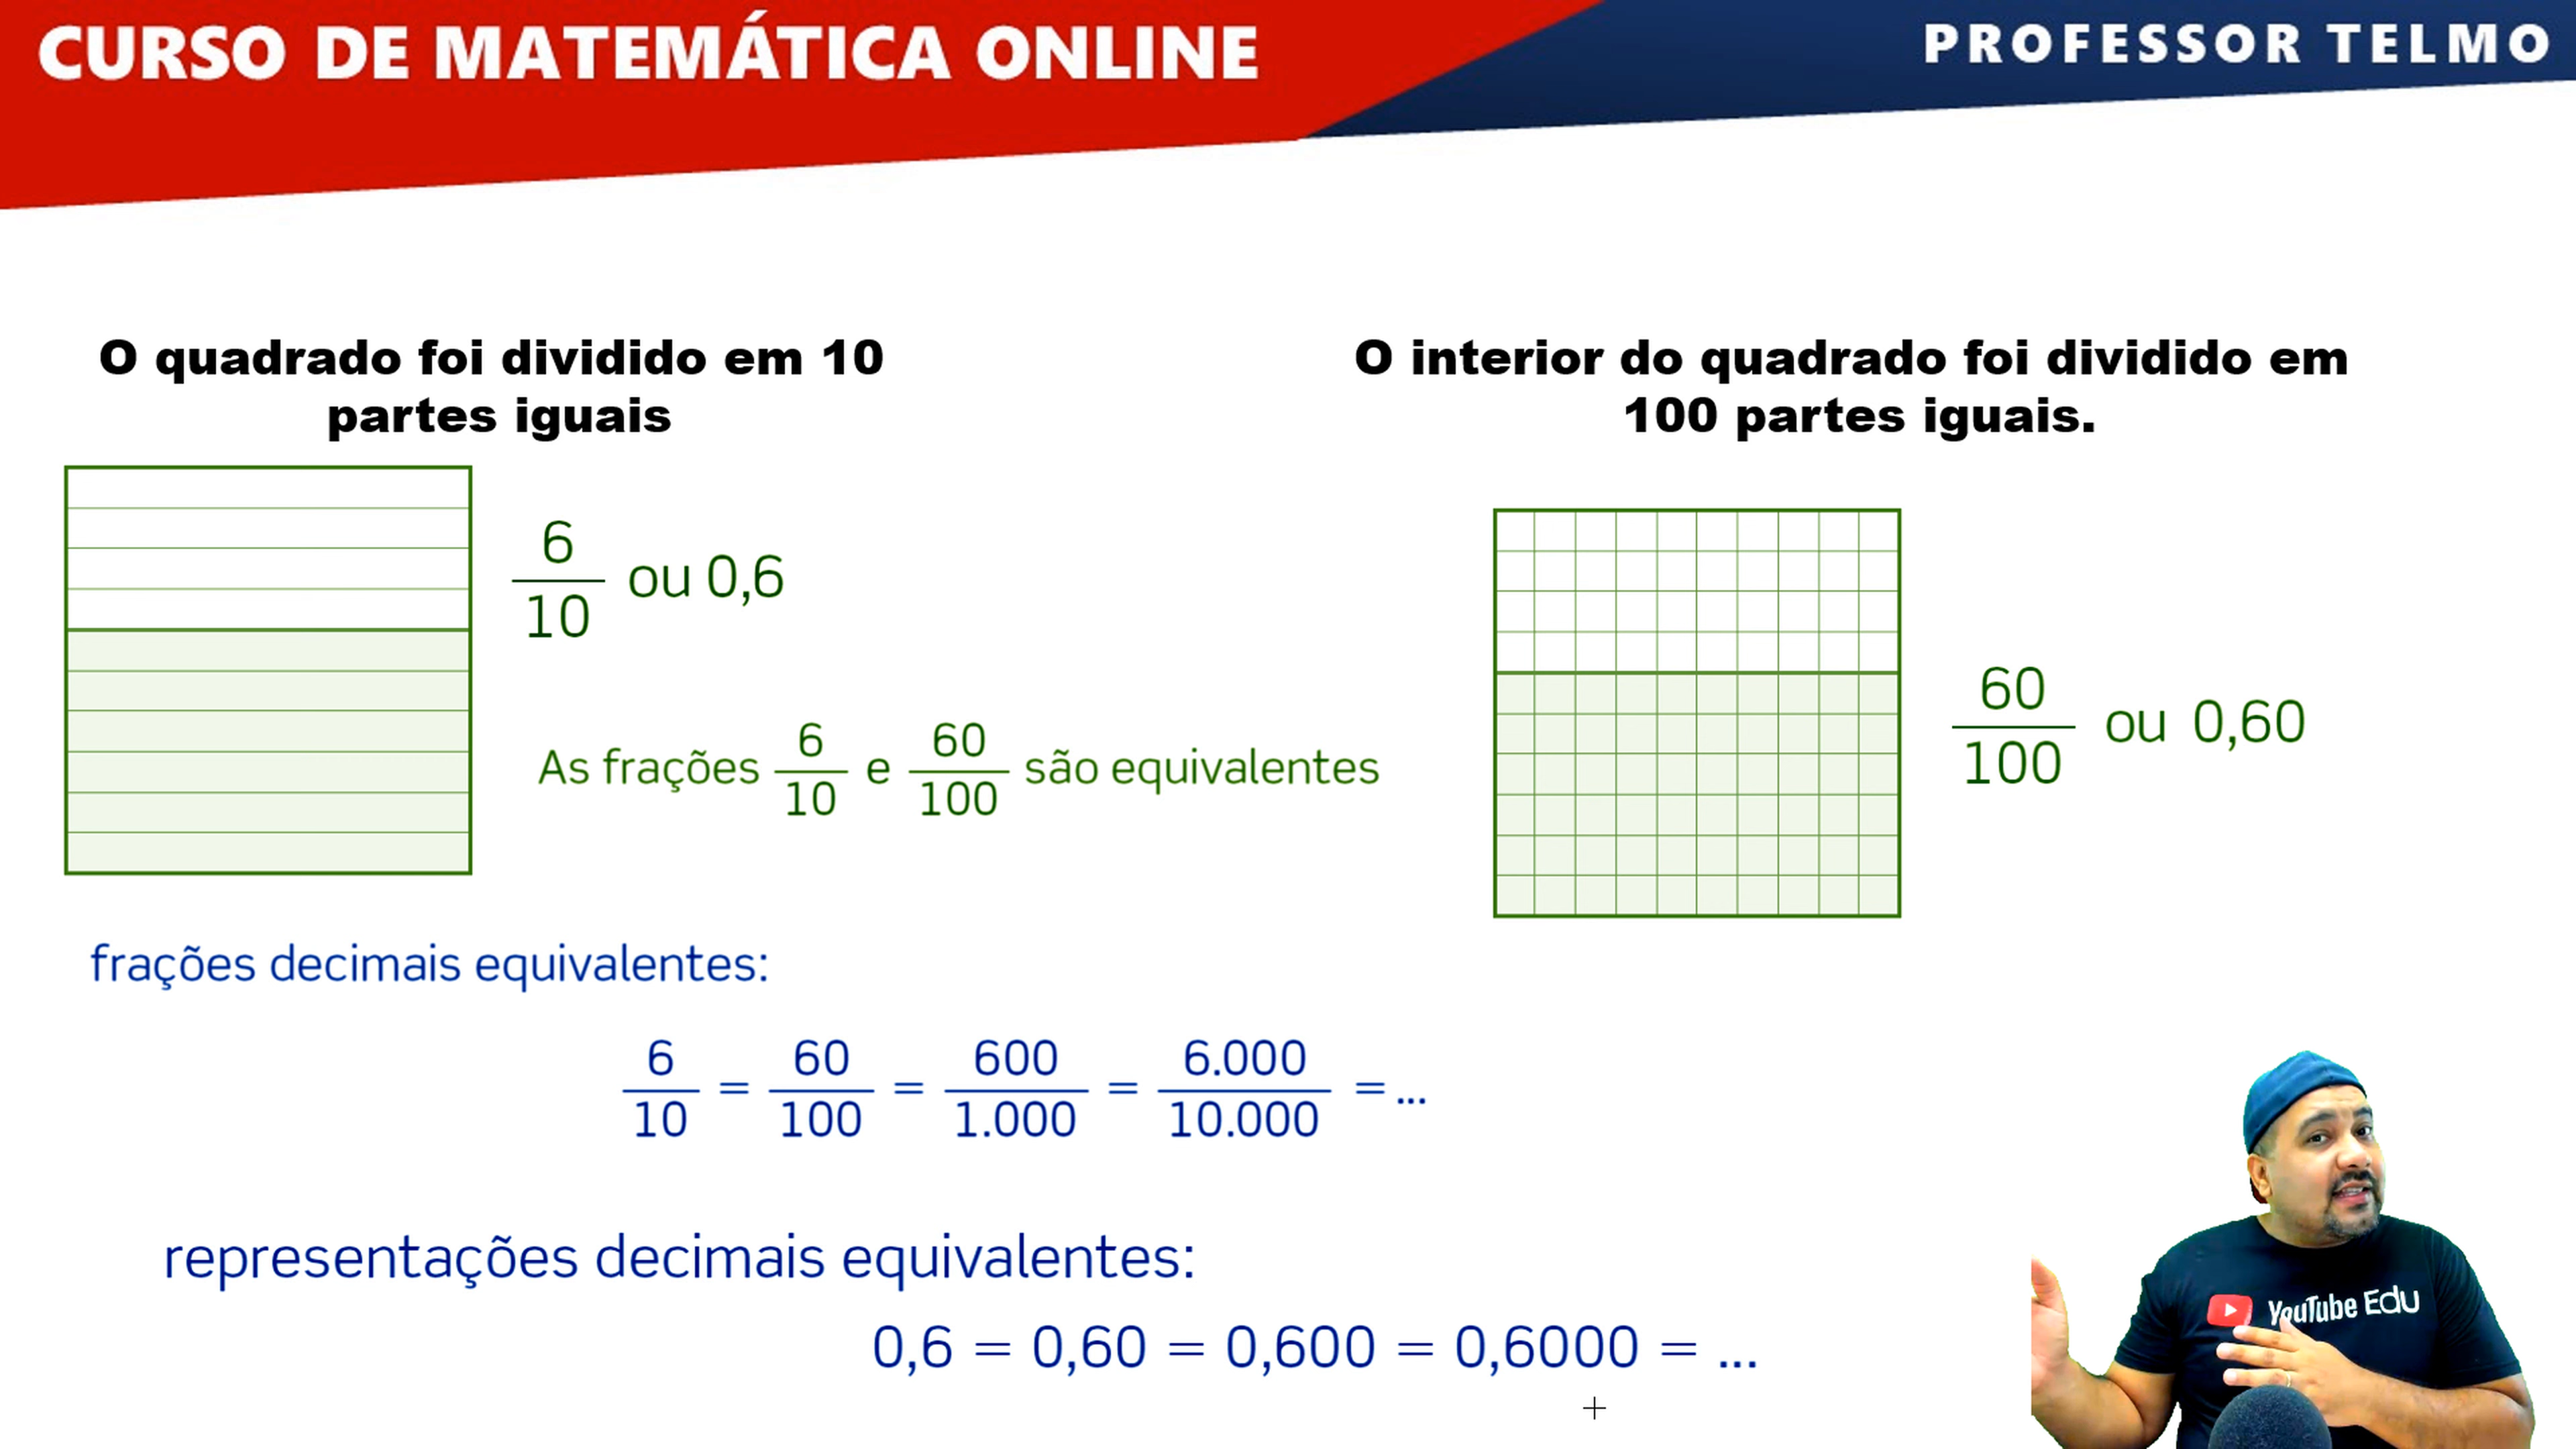 CURSO DE MATEMÁTICA ONLINE
PROFESSOR TELMO
O quadrado foi dividido em 10
partes iguais
6/10 ou 0,6
As frações 6/10 e 60/100 são equivalentes
O interior do quadrado foi dividido em
100 partes iguais.
60/100 ou 0,60
frações decimais equivalentes:
6/10 = 60/100 = 600/1.000 = 6.000/10.000 = ...
representações decimais equivalentes:
0,6 = 0,60 = 0,600 = 0,6000 = ...
YouTube Edu